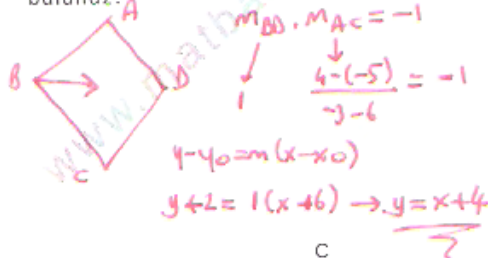 bulunuz.
A
B
D
C
m_BD . m_AC = -1
1
4-(-5) / -3-6 = -1
y-y0=m(x-x0)
y+2= 1(x+6) → y=x+4
C